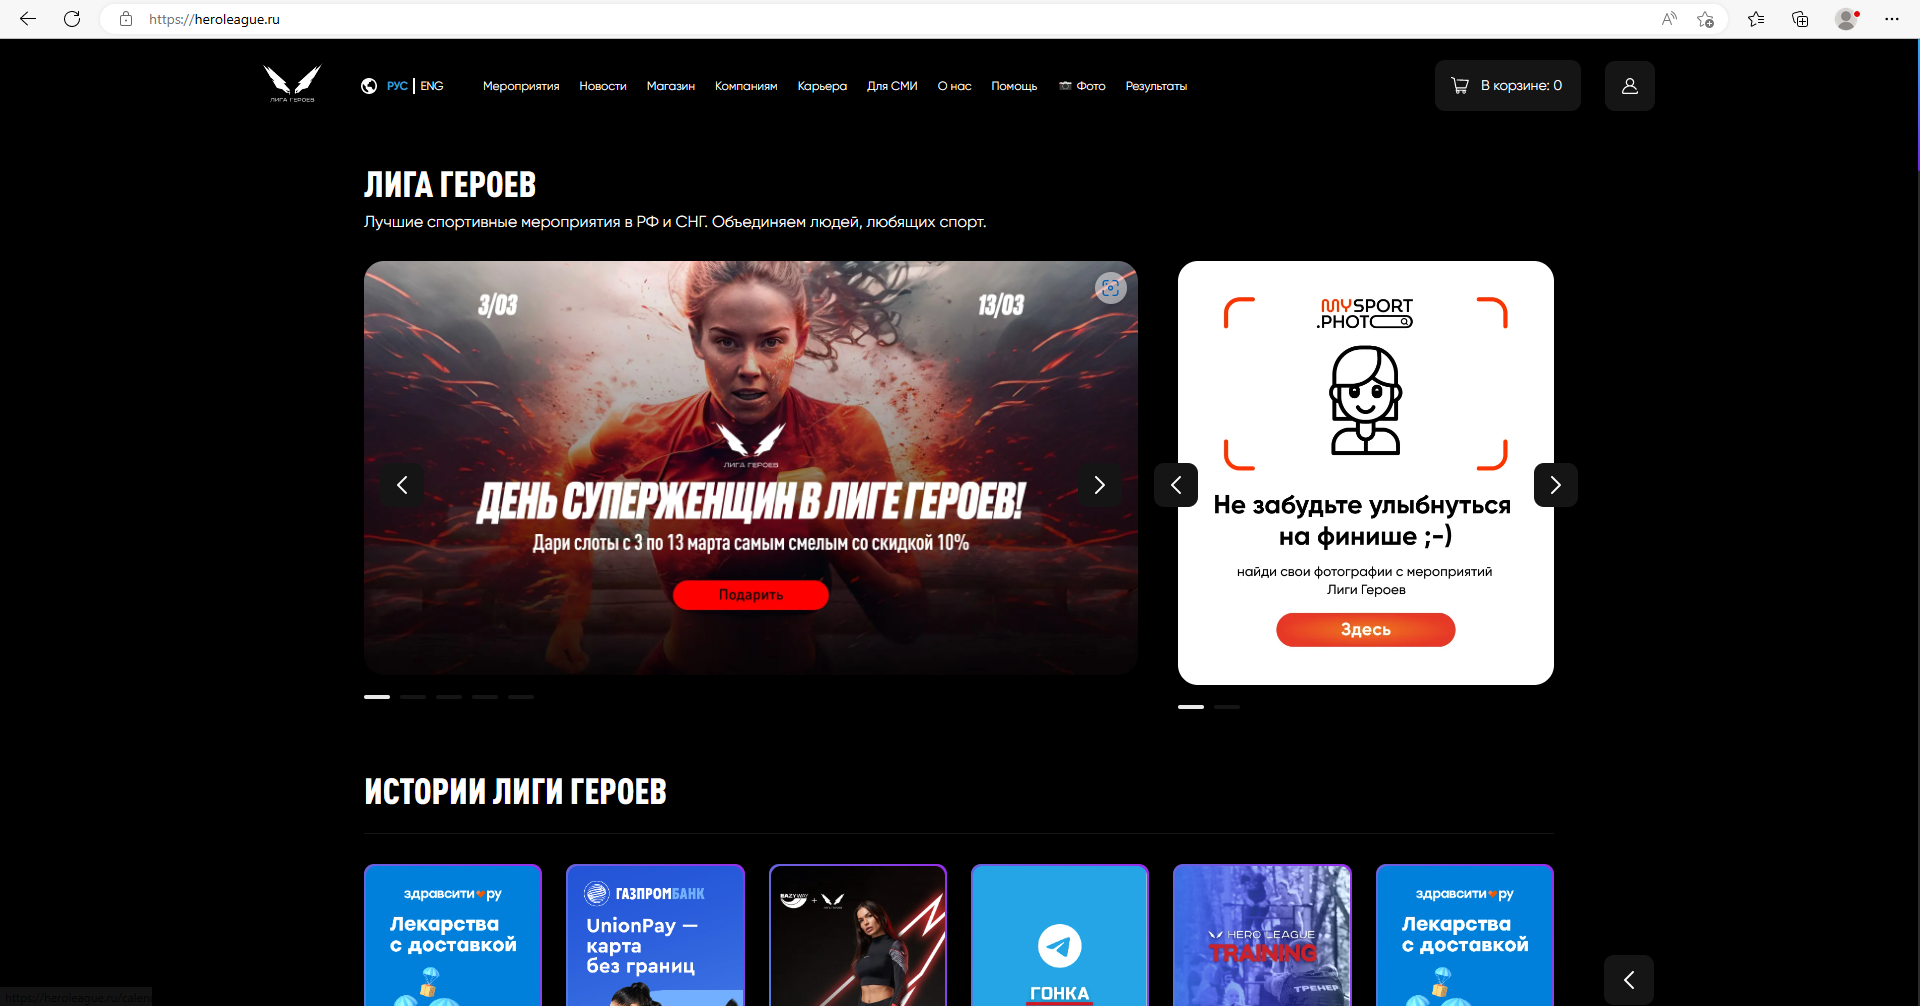 https://heroleague.ru
ЛИГА ГЕРОЕВ
РУС | ENG
Мероприятия
Новости
Магазин
Компаниям
Карьера
Для СМИ
О нас
Помощь
Фото
Результаты
В корзине: 0
ЛИГА ГЕРОЕВ
Лучшие спортивные мероприятия в РФ и СНГ. Объединяем людей, любящих спорт.
3/03
13/03
ЛИГА ГЕРОЕВ
ДЕНЬ СУПЕРЖЕНЩИН В ЛИГЕ ГЕРОЕВ!
Дари слоты с 3 по 13 марта самым смелым со скидкой 10%
Подарить
MYSPORT
.PHOTO
Не забудьте улыбнуться
на финише ;-)
найди свои фотографии с мероприятий
Лиги Героев
Здесь
ИСТОРИИ ЛИГИ ГЕРОЕВ
здравсити ру
Лекарства
с доставкой
ГАЗПРОМБАНК
UnionPay —
карта
без границ
EAZYWAY +
ГОНКА
HERO LEAGUE
TRAINING
ТРЕНЕР
здравсити ру
Лекарства
с доставкой